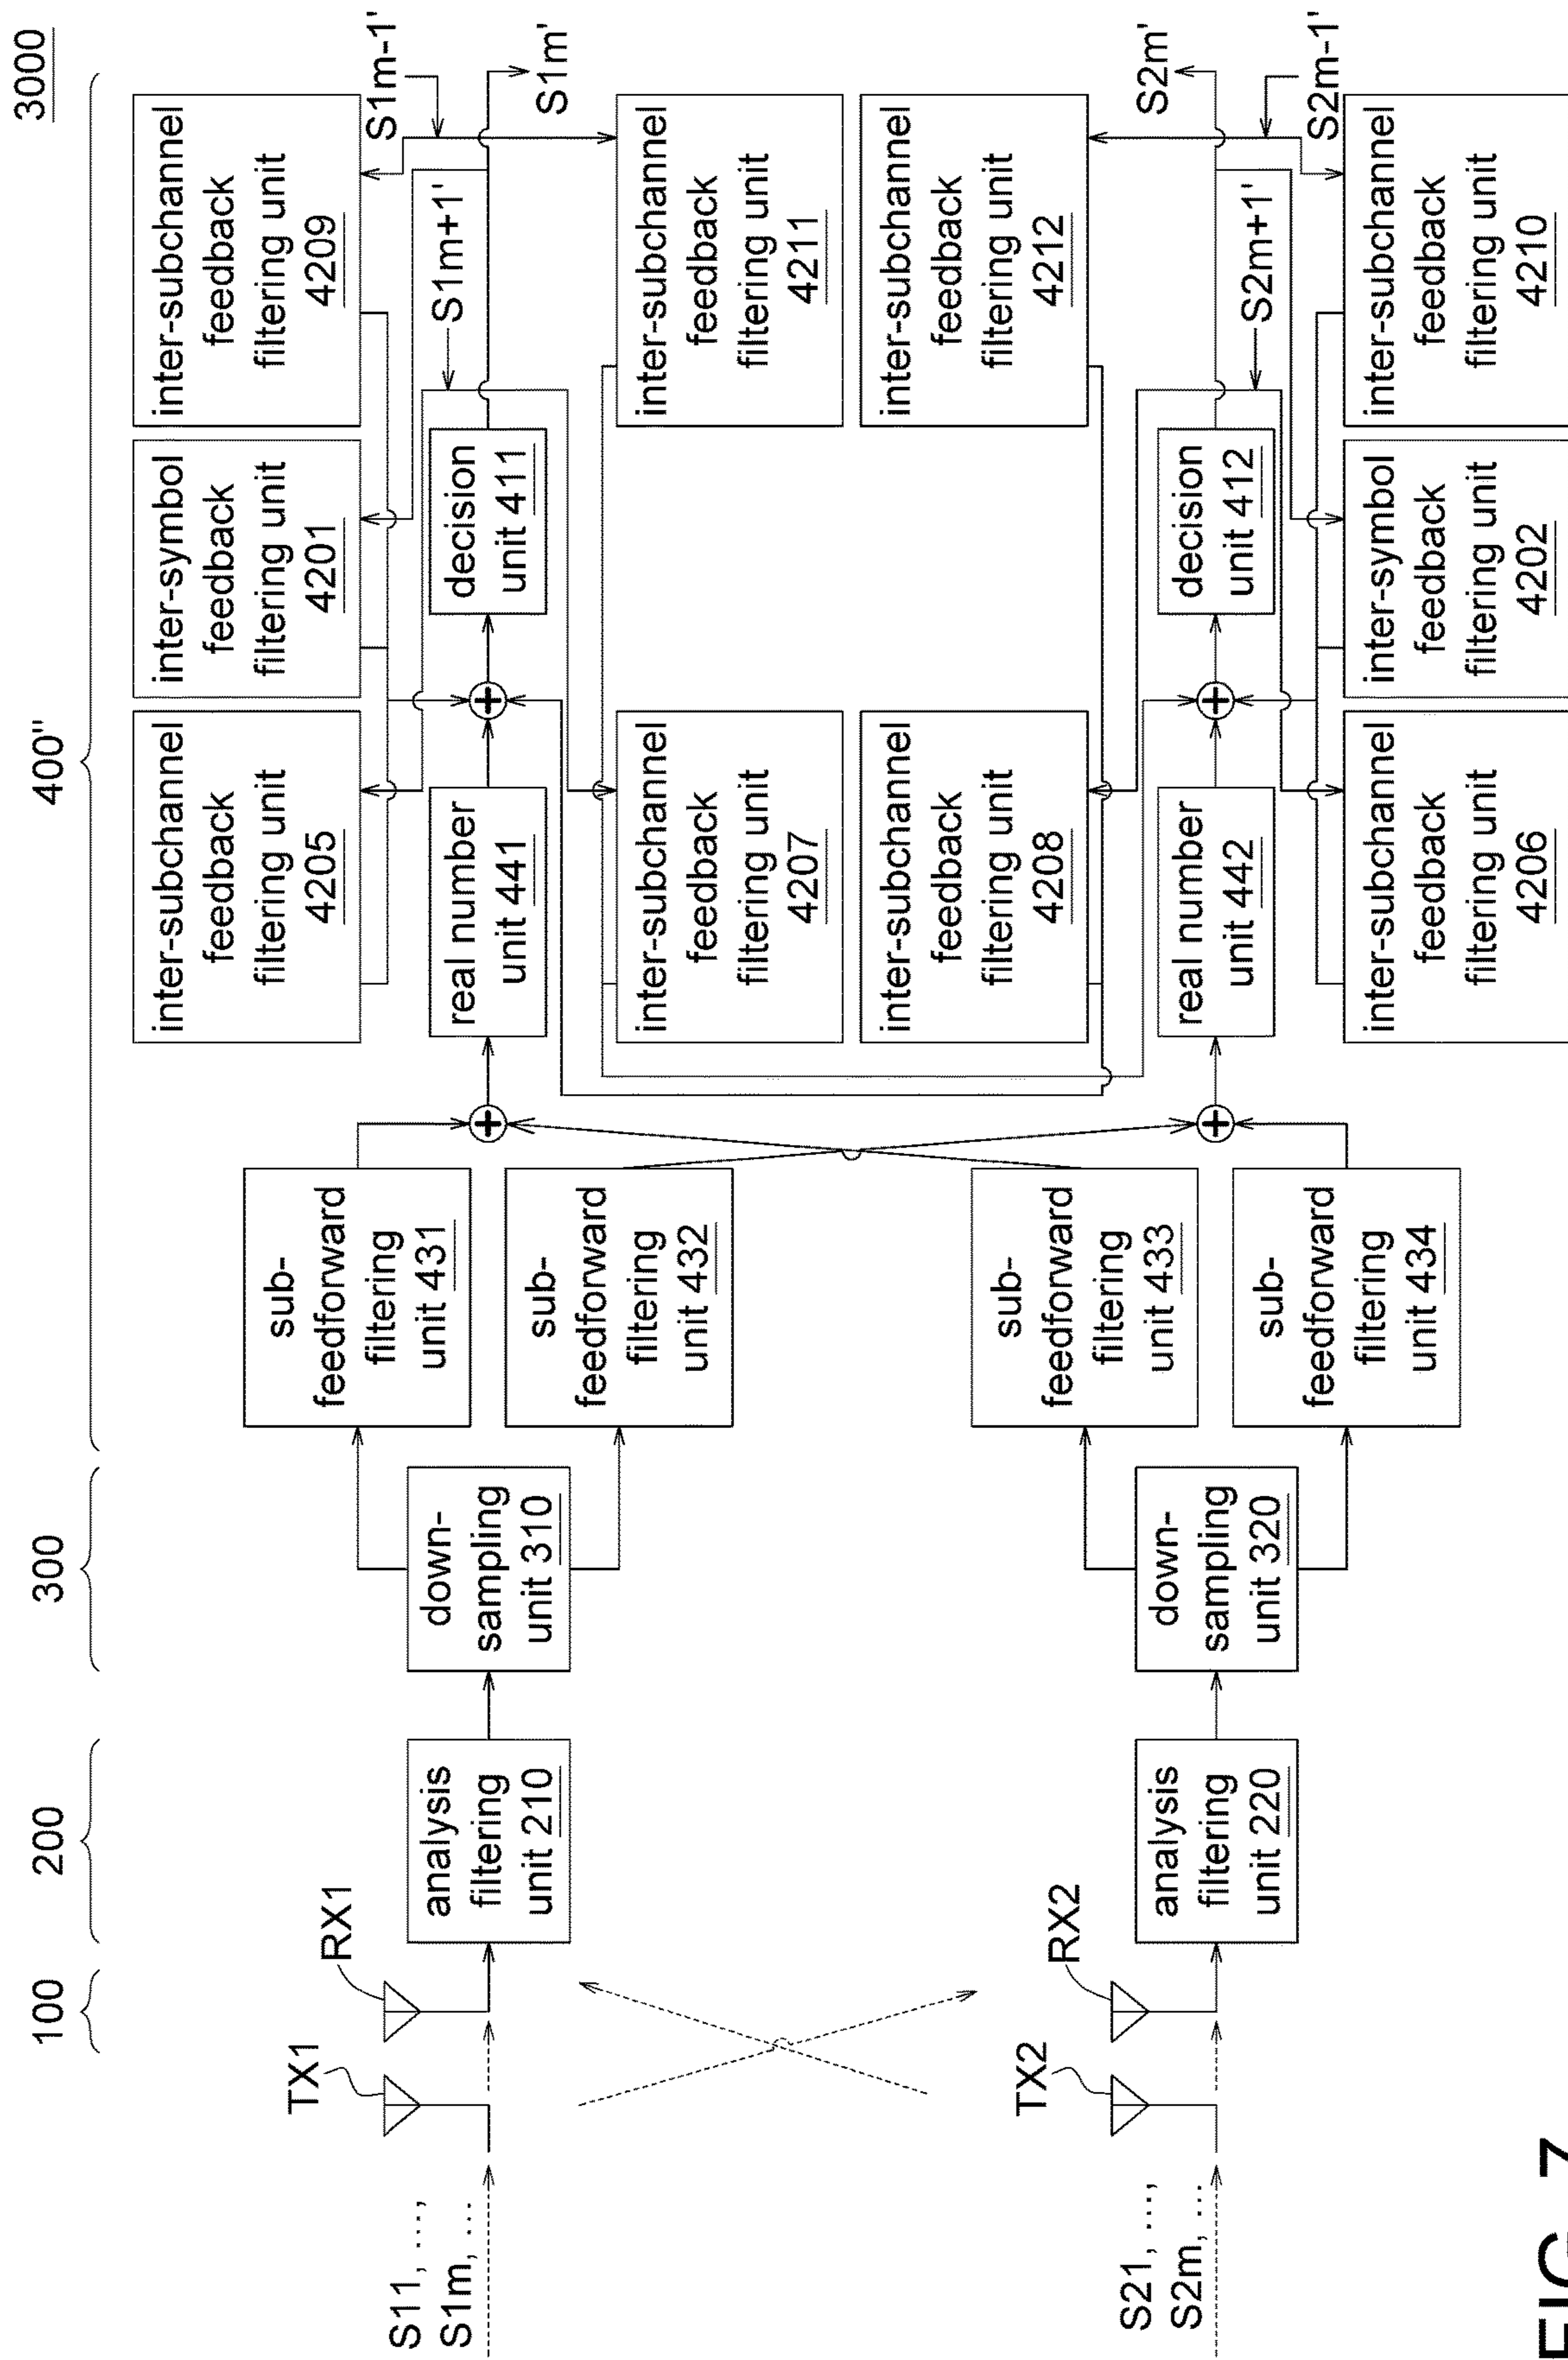 3000
100
200
300
400"
S11, ...,
S1m, ...
TX1
RX1
analysis
filtering
unit 210
down-
sampling
unit 310
sub-
feedforward
filtering
unit 431
sub-
feedforward
filtering
unit 432
inter-subchannel
feedback
filtering unit
4205
inter-symbol
feedback
filtering unit
4201
inter-subchannel
feedback
filtering unit
4209
real number
unit 441
decision
unit 411
S1m+1'
S1m-1'
S1m'
inter-subchannel
feedback
filtering unit
4207
inter-subchannel
feedback
filtering unit
4211
inter-subchannel
feedback
filtering unit
4208
inter-subchannel
feedback
filtering unit
4212
S21, ...,
S2m, ...
TX2
RX2
analysis
filtering
unit 220
down-
sampling
unit 320
sub-
feedforward
filtering
unit 433
sub-
feedforward
filtering
unit 434
real number
unit 442
decision
unit 412
S2m+1'
S2m'
S2m-1'
inter-subchannel
feedback
filtering unit
4206
inter-symbol
feedback
filtering unit
4202
inter-subchannel
feedback
filtering unit
4210
FIG. 7